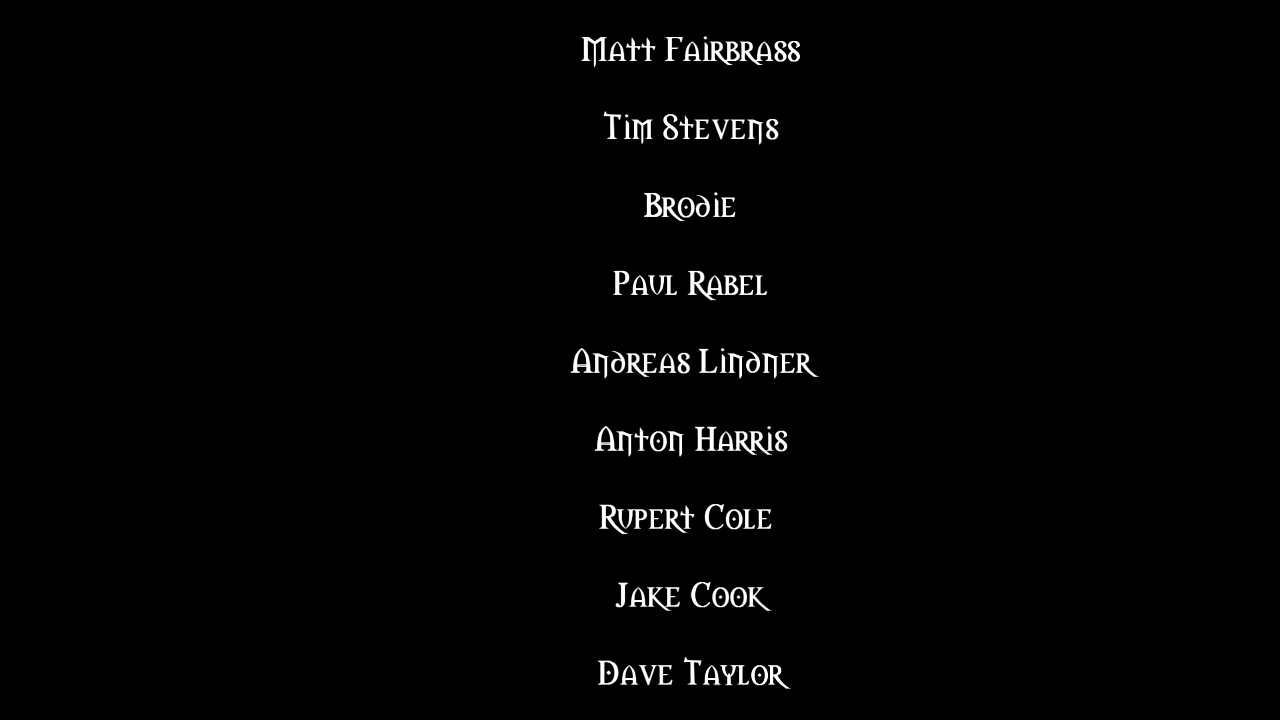 Matt Fairbrass
Tim Stevens
Brodie
Paul Rabel
Andreas Lindner
Anton Harris
Rupert Cole
Jake Cook
Dave Taylor